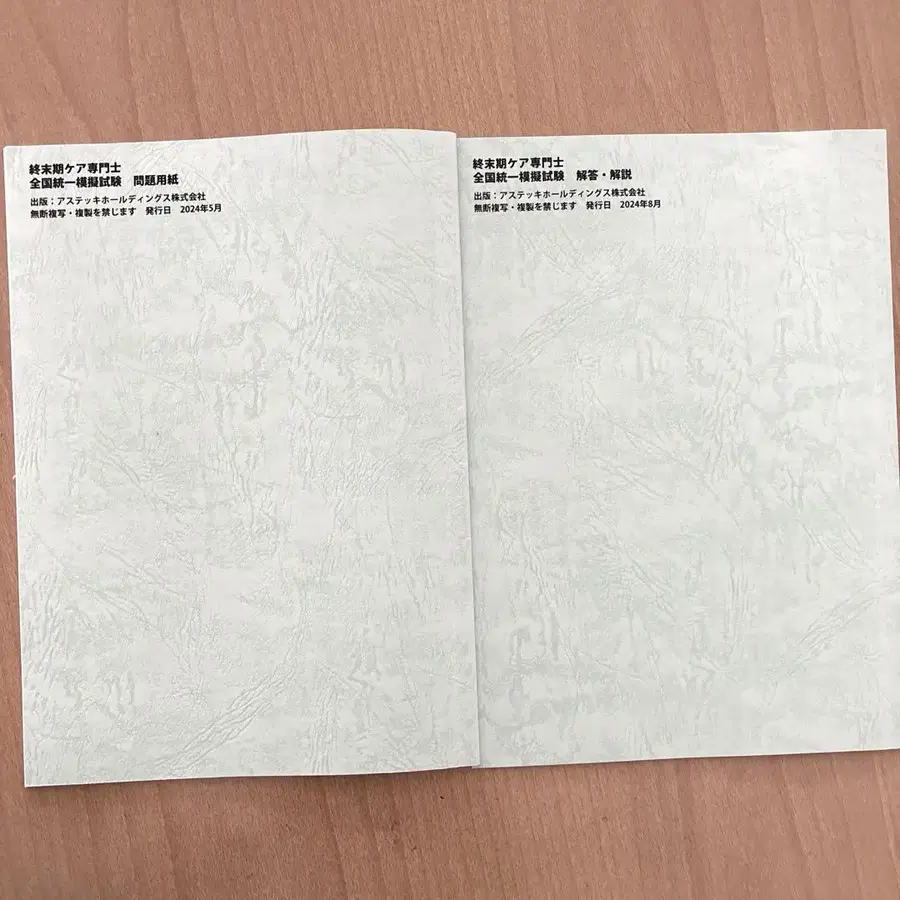 終末期ケア専門士
全国統一模擬試験　問題用紙
出版：アステッキホールディングス株式会社
無断複写・複製を禁じます　発行日　2024年5月
終末期ケア専門士
全国統一模擬試験　解答・解説
出版：アステッキホールディングス株式会社
無断複写・複製を禁じます　発行日　2024年8月